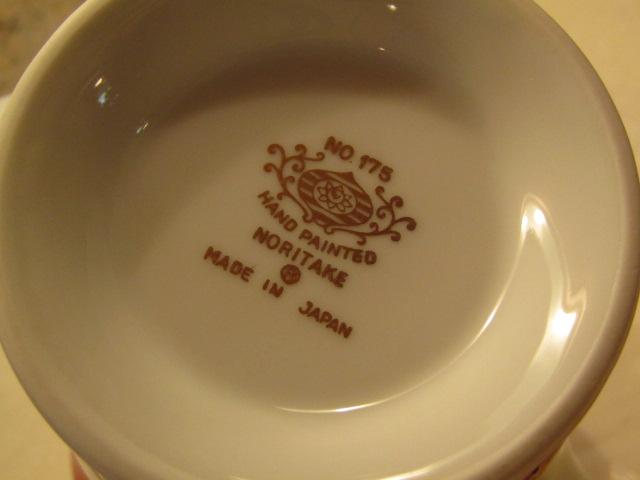 NO. 175
HAND PAINTED
NORITAKE
MADE IN JAPAN